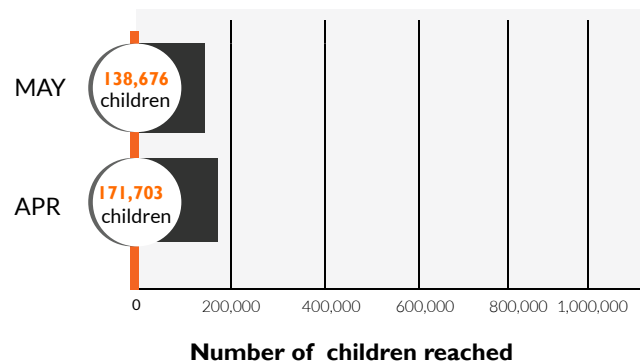 MAY
138,676
children
APR
171,703
children
0 200,000 400,000 600,000 800,000 1,000,000
Number of children reached